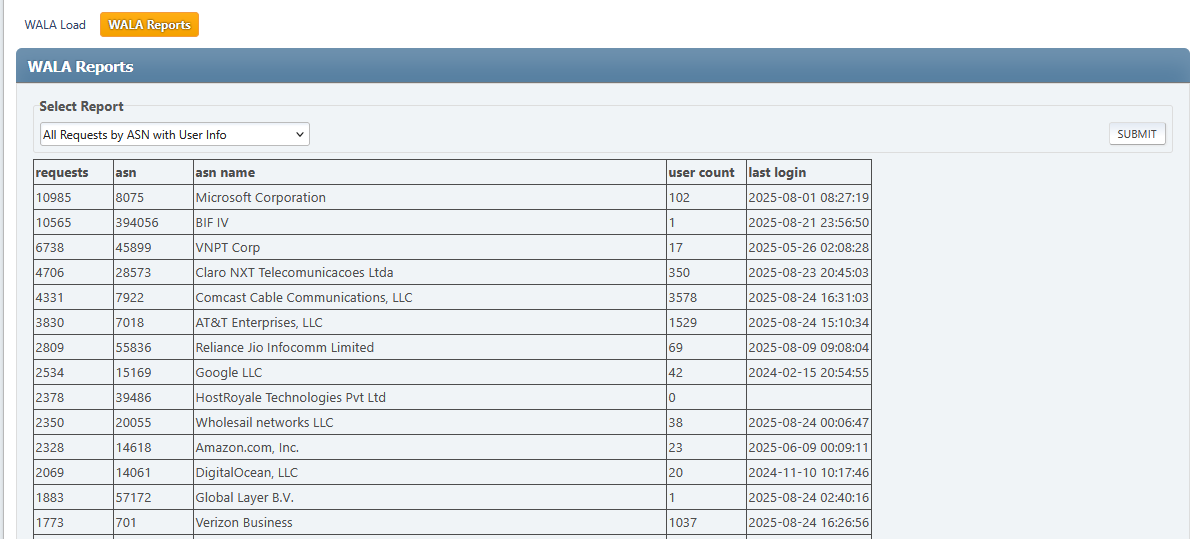 WALA Load WALA Reports
WALA Reports
Select Report
All Requests by ASN with User Info SUBMIT
requests asn asn name user count last login
10985 8075 Microsoft Corporation 102 2025-08-01 08:27:19
10565 394056 BIF IV 1 2025-08-21 23:56:50
6738 45899 VNPT Corp 17 2025-05-26 02:08:28
4706 28573 Claro NXT Telecomunicacoes Ltda 350 2025-08-23 20:45:03
4331 7922 Comcast Cable Communications, LLC 3578 2025-08-24 16:31:03
3830 7018 AT&T Enterprises, LLC 1529 2025-08-24 15:10:34
2809 55836 Reliance Jio Infocomm Limited 69 2025-08-09 09:08:04
2534 15169 Google LLC 42 2024-02-15 20:54:55
2378 39486 HostRoyale Technologies Pvt Ltd 0
2350 20055 Wholesail networks LLC 38 2025-08-24 00:06:47
2328 14618 Amazon.com, Inc. 23 2025-06-09 00:09:11
2069 14061 DigitalOcean, LLC 20 2024-11-10 10:17:46
1883 57172 Global Layer B.V. 1 2025-08-24 02:40:16
1773 701 Verizon Business 1037 2025-08-24 16:26:56